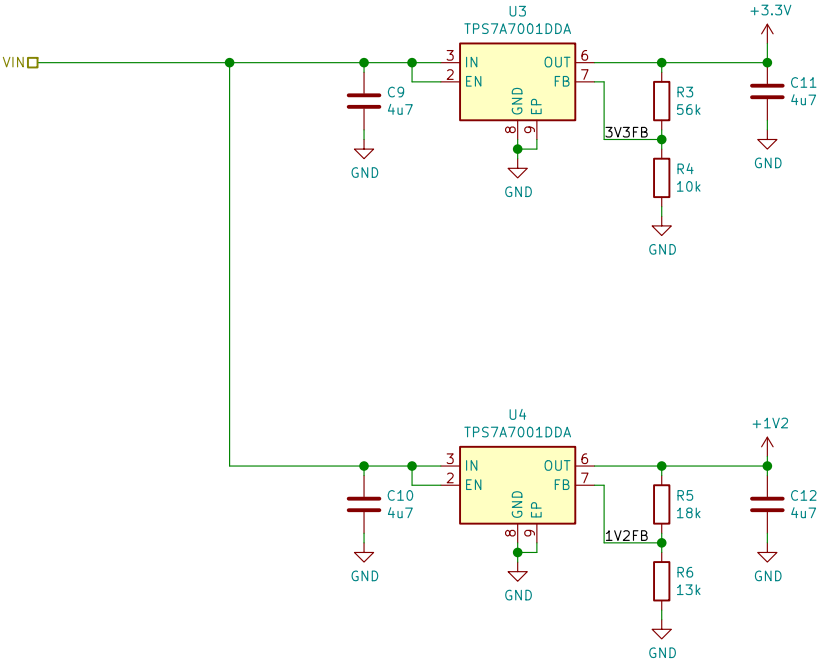 U3
TPS7A7001DDA
+3.3V
VIN
3
IN
OUT
6
2
EN
FB
7
GND
EP
8
9
C9
4u7
GND
GND
R3
56k
3V3FB
R4
10k
GND
C11
4u7
GND
U4
TPS7A7001DDA
+1V2
3
IN
OUT
6
2
EN
FB
7
GND
EP
8
9
C10
4u7
GND
GND
R5
18k
1V2FB
R6
13k
GND
C12
4u7
GND